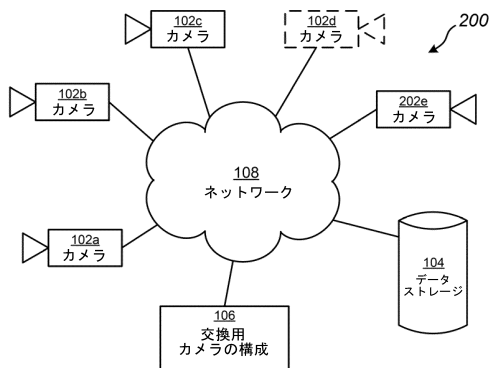 200
102c
カメラ
102d
カメラ
102b
カメラ
202e
カメラ
108
ネットワーク
102a
カメラ
104
データ
ストレージ
106
交換用
カメラの構成